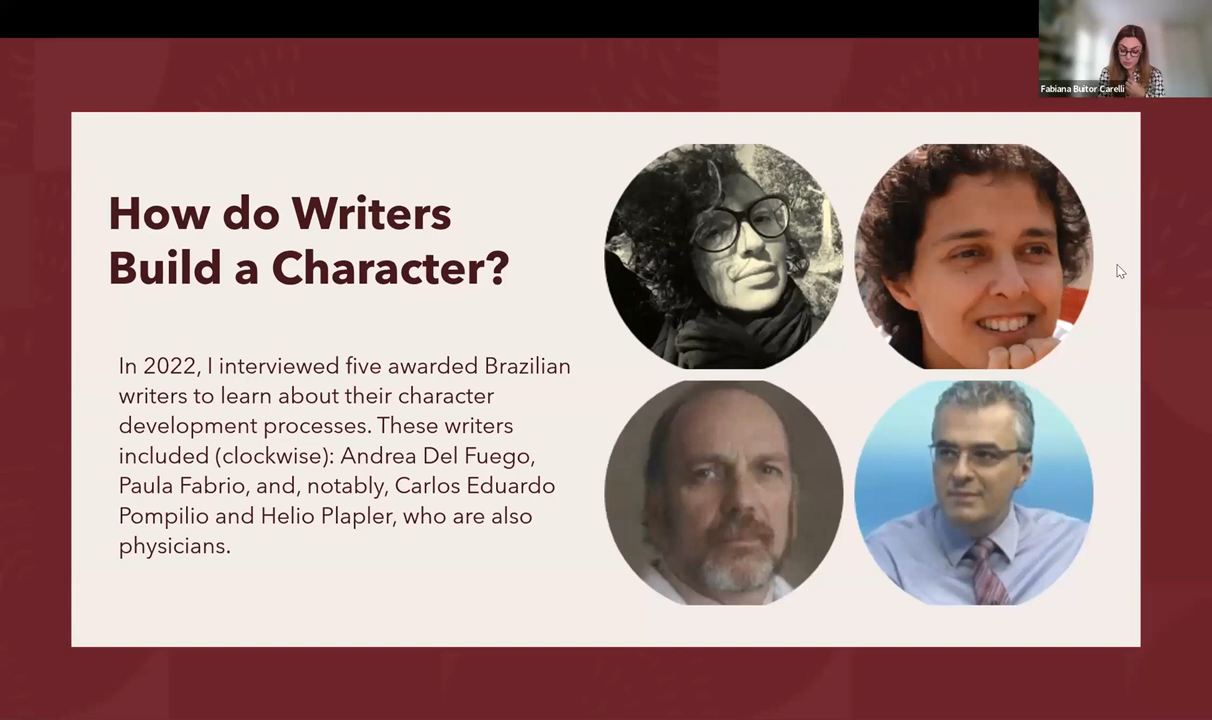 Fabiana Buitor Carelli
How do Writers
Build a Character?
In 2022, I interviewed five awarded Brazilian
writers to learn about their character
development processes. These writers
included (clockwise): Andrea Del Fuego,
Paula Fabrio, and, notably, Carlos Eduardo
Pompilio and Helio Plapler, who are also
physicians.